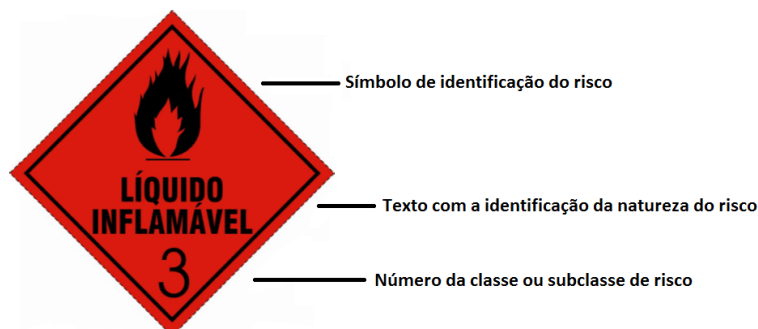 Símbolo de identificação do risco
LÍQUIDO
INFLAMÁVEL
Texto com a identificação da natureza do risco
3
Número da classe ou subclasse de risco